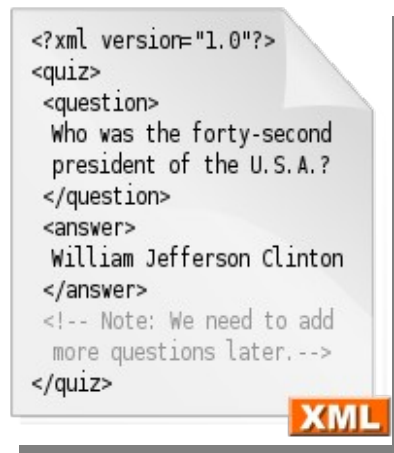 <?xml version="1.0"?>
<quiz>
<question>
Who was the forty-second
president of the U.S.A.?
</question>
<answer>
William Jefferson Clinton
</answer>
<!-- Note: We need to add
more questions later.-->
</quiz>
XML